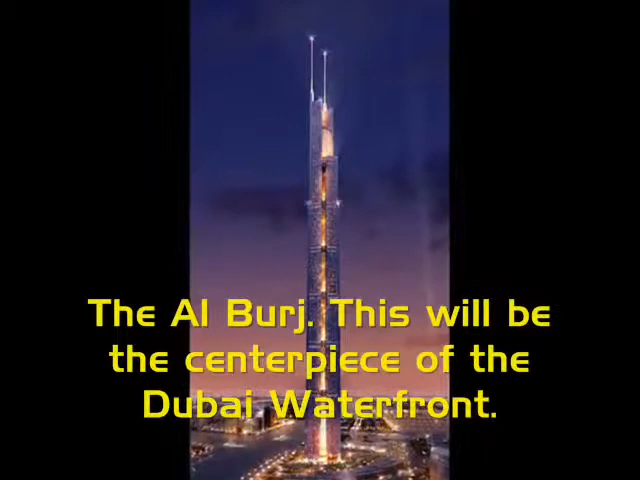 The Al Burj. This will be
the centerpiece of the
Dubai Waterfront.